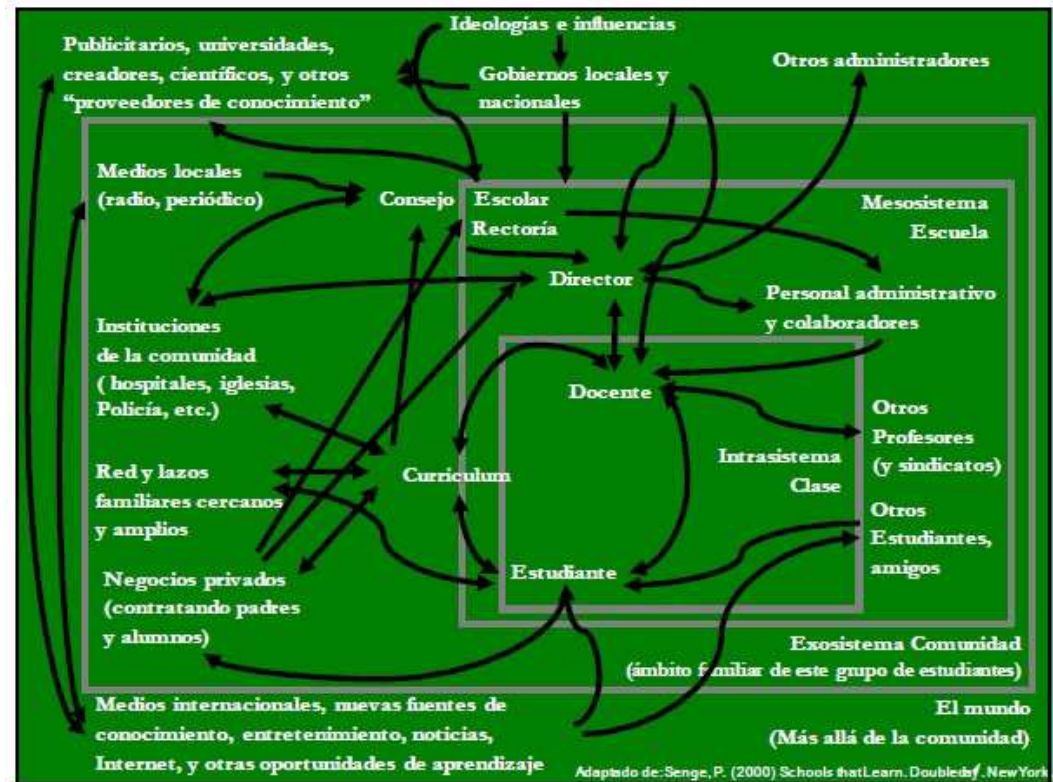 Ideologías e influencias
Publicitarios, universidades,
creadores, científicos, y otros
“proveedores de conocimiento”
Gobiernos locales y
nacionales
Otros administradores
Medios locales
(radio, periódico)
Consejo Escolar
Rectoría
Mesosistema
Escuela
Director
Personal administrativo
y colaboradores
Instituciones
de la comunidad
( hospitales, iglesias,
Policía, etc.)
Docente
Otros
Profesores
(y sindicatos)
Intrasistema
Clase
Red y lazos
familiares cercanos
y amplios
Curriculum
Otros
Estudiantes,
amigos
Estudiante
Negocios privados
(contratando padres
y alumnos)
Exosistema Comunidad
(ámbito familiar de este grupo de estudiantes)
Medios internacionales, nuevas fuentes de
conocimiento, entretenimiento, noticias,
Internet, y otras oportunidades de aprendizaje
El mundo
(Más allá de la comunidad)
Adaptado de: Senge, P. (2000) Schools that Learn. New York